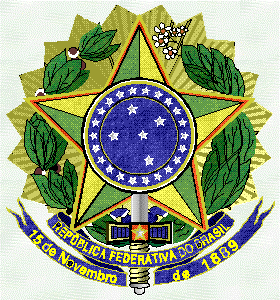 REPÚBLICA FEDERATIVA DO BRASIL
15 de Novembro de 1889